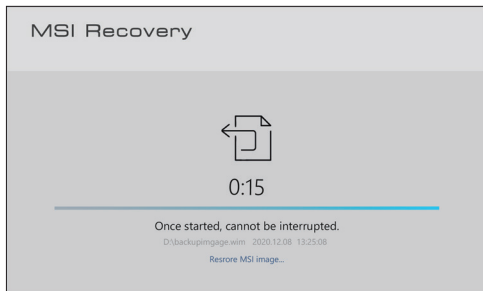 MSI Recovery
0:15
Once started, cannot be interrupted.
D:\backupimgage.wim 2020.12.08 13:25:08
Resrore MSI image...